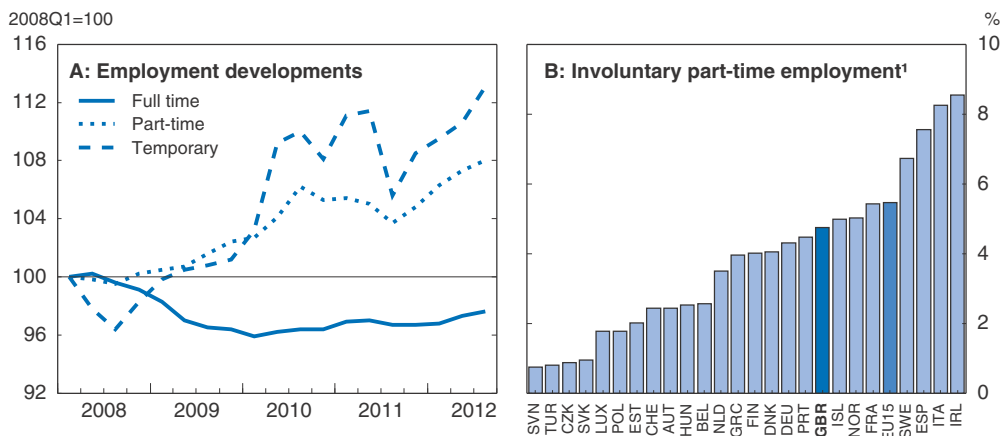 2008Q1=100
116
112
108
104
100
96
92
A: Employment developments
Full time
Part-time
Temporary
2008 2009 2010 2011 2012
%
10
8
6
4
2
0
B: Involuntary part-time employment¹
SVN
TUR
CZK
SVK
LUX
POL
EST
CHE
AUT
HUN
BEL
NLD
GRC
FIN
DNK
DEU
PRT
GBR
ISL
NOR
FRA
EU15
SWE
ESP
ITA
IRL